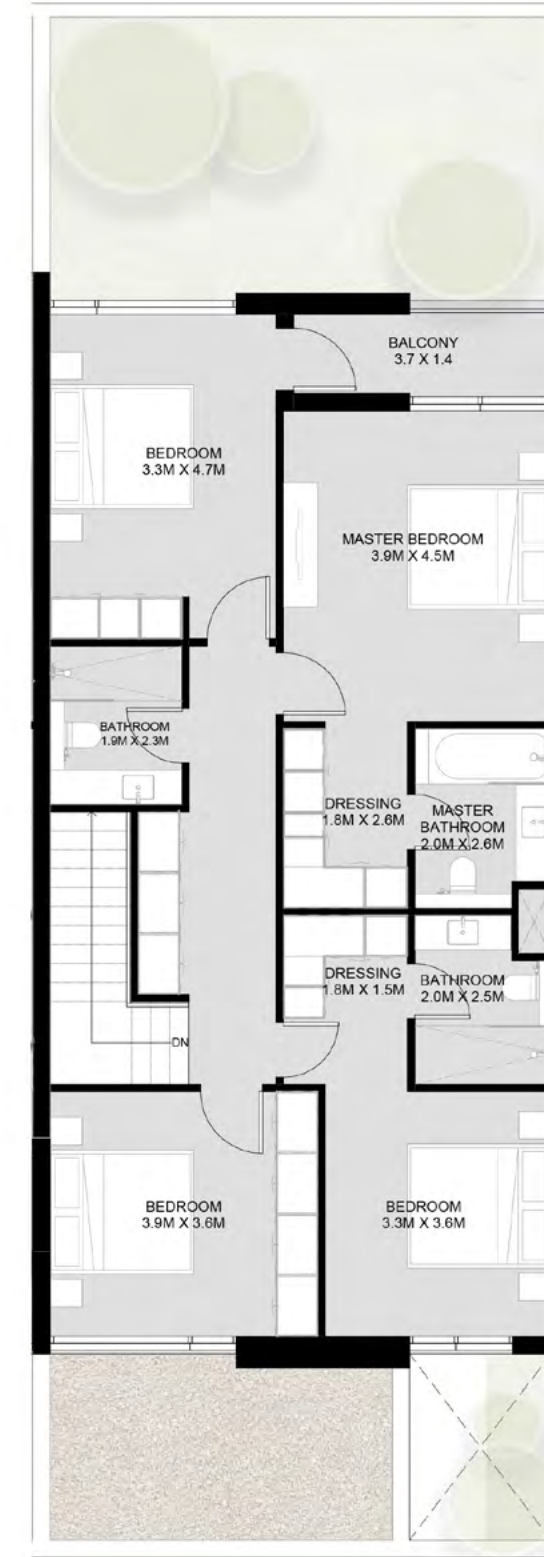 BALCONY
3.7 X 1.4
BEDROOM
3.3M X 4.7M
MASTER BEDROOM
3.9M X 4.5M
BATHROOM
1.9M X 2.3M
DRESSING
1.8M X 2.6M
MASTER
BATHROOM
2.0M X 2.6M
DRESSING
1.8M X 1.5M
BATHROOM
2.0M X 2.5M
DN
BEDROOM
3.9M X 3.6M
BEDROOM
3.3M X 3.6M